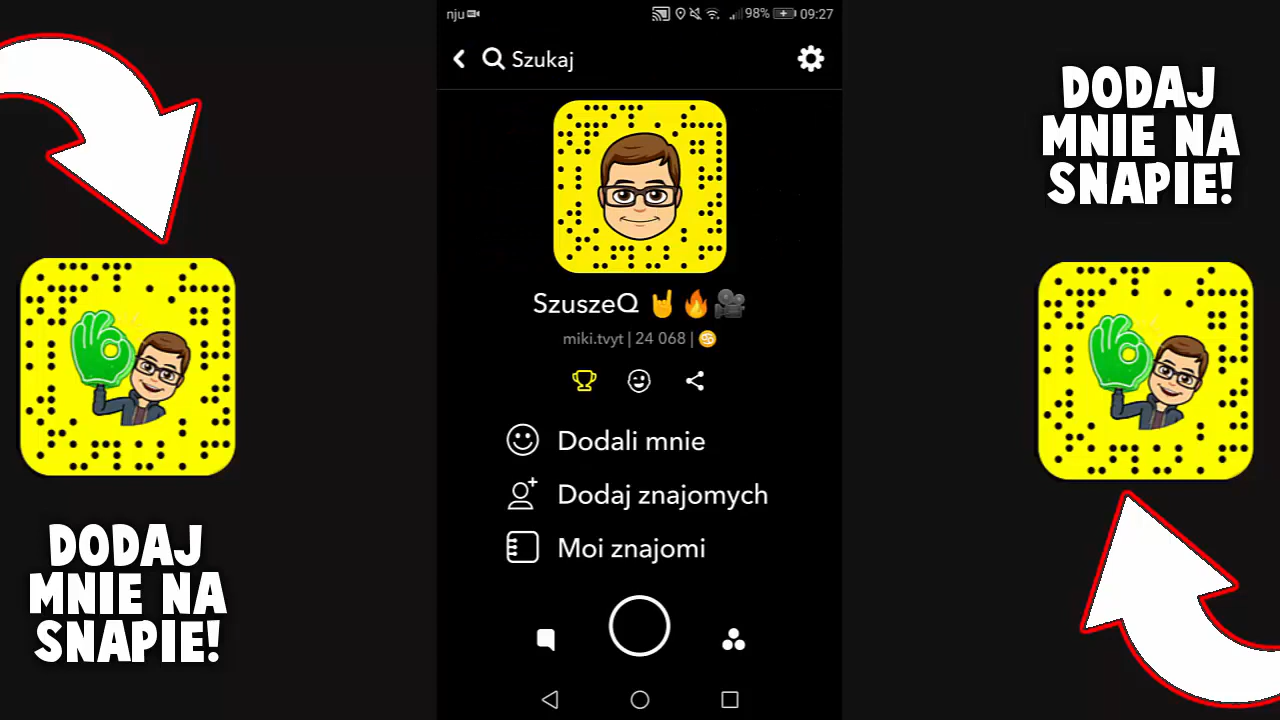 nju 98% 09:27
Szukaj
SzuszeQ 🤘🔥🎥
miki.tvyt | 24 068 | ♋
Dodali mnie
Dodaj znajomych
Moi znajomi
DODAJ
MNIE NA
SNAPIE!
DODAJ
MNIE NA
SNAPIE!